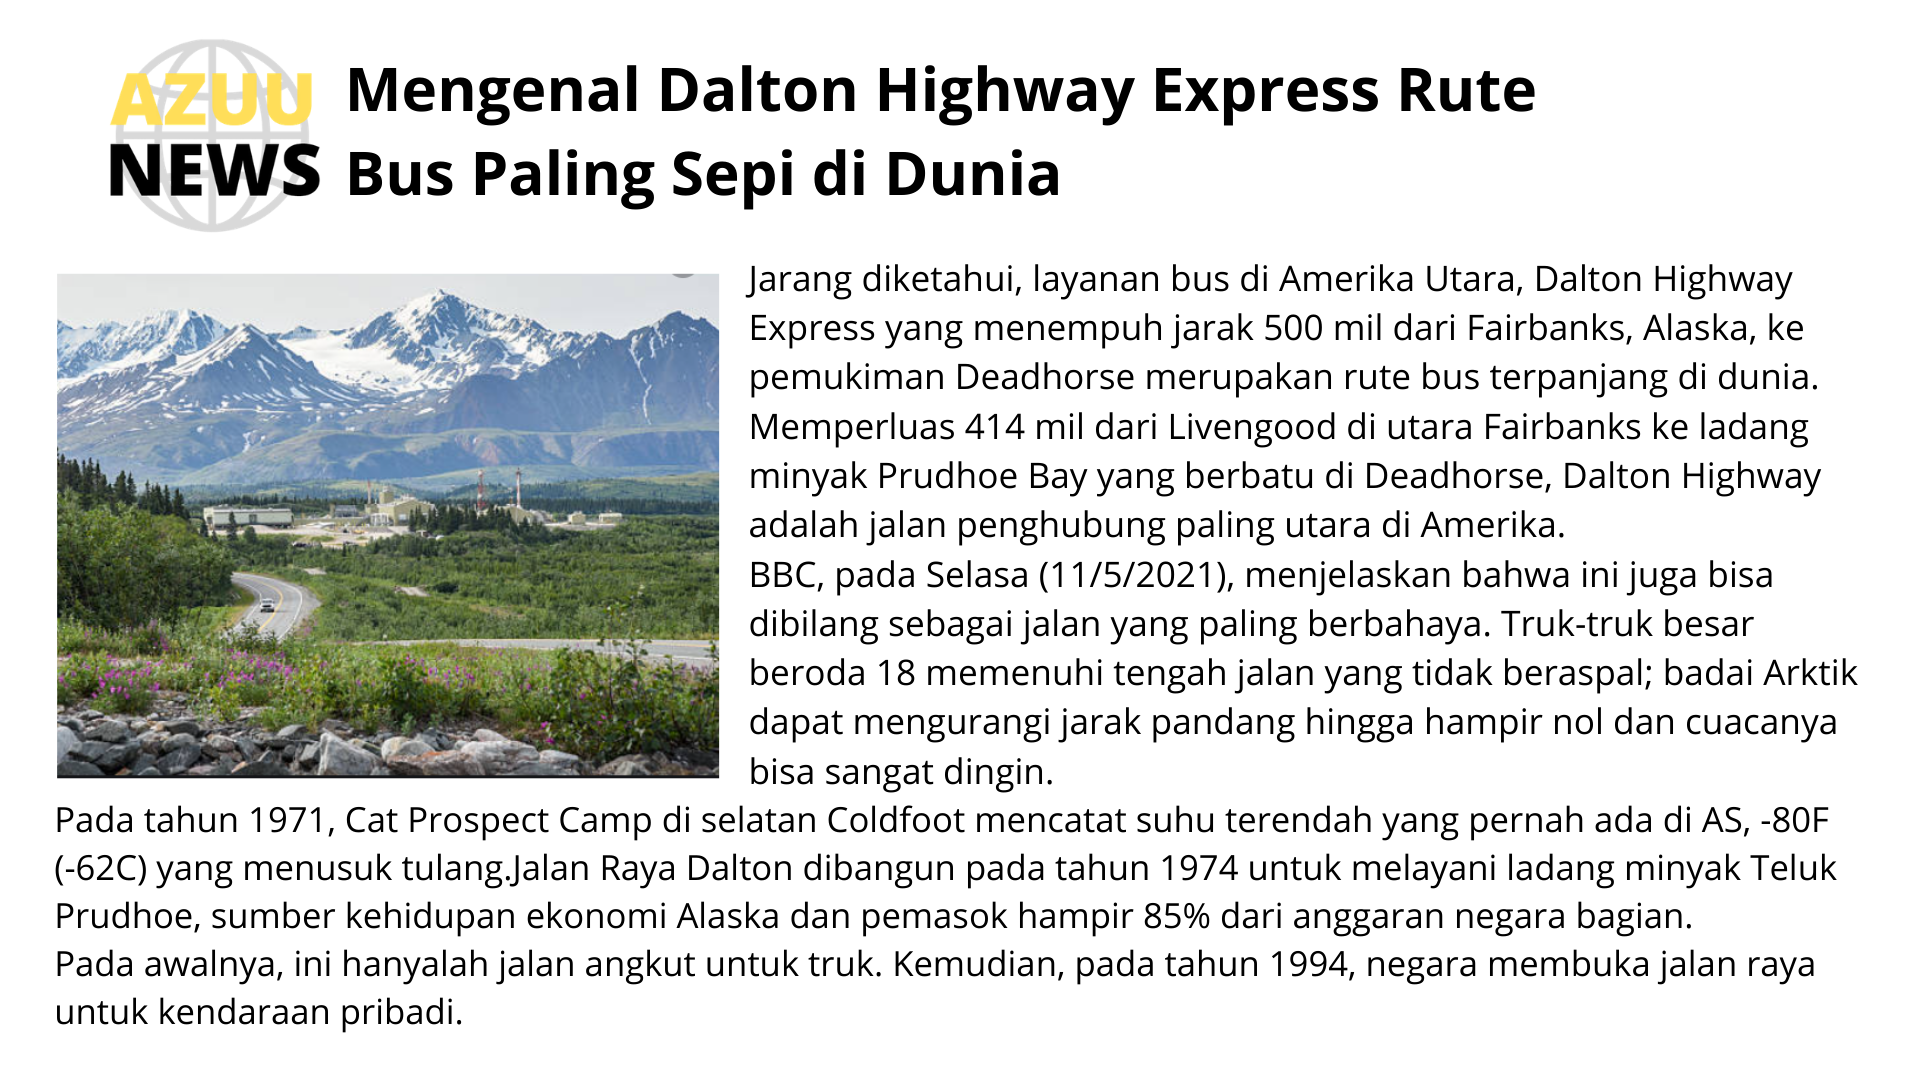 AZUU
NEWS
Mengenal Dalton Highway Express Rute
Bus Paling Sepi di Dunia
Jarang diketahui, layanan bus di Amerika Utara, Dalton Highway
Express yang menempuh jarak 500 mil dari Fairbanks, Alaska, ke
pemukiman Deadhorse merupakan rute bus terpanjang di dunia.
Memperluas 414 mil dari Livengood di utara Fairbanks ke ladang
minyak Prudhoe Bay yang berbatu di Deadhorse, Dalton Highway
adalah jalan penghubung paling utara di Amerika.
BBC, pada Selasa (11/5/2021), menjelaskan bahwa ini juga bisa
dibilang sebagai jalan yang paling berbahaya. Truk-truk besar
beroda 18 memenuhi tengah jalan yang tidak beraspal; badai Arktik
dapat mengurangi jarak pandang hingga hampir nol dan cuacanya
bisa sangat dingin.
Pada tahun 1971, Cat Prospect Camp di selatan Coldfoot mencatat suhu terendah yang pernah ada di AS, -80F
(-62C) yang menusuk tulang.Jalan Raya Dalton dibangun pada tahun 1974 untuk melayani ladang minyak Teluk
Prudhoe, sumber kehidupan ekonomi Alaska dan pemasok hampir 85% dari anggaran negara bagian.
Pada awalnya, ini hanyalah jalan angkut untuk truk. Kemudian, pada tahun 1994, negara membuka jalan raya
untuk kendaraan pribadi.